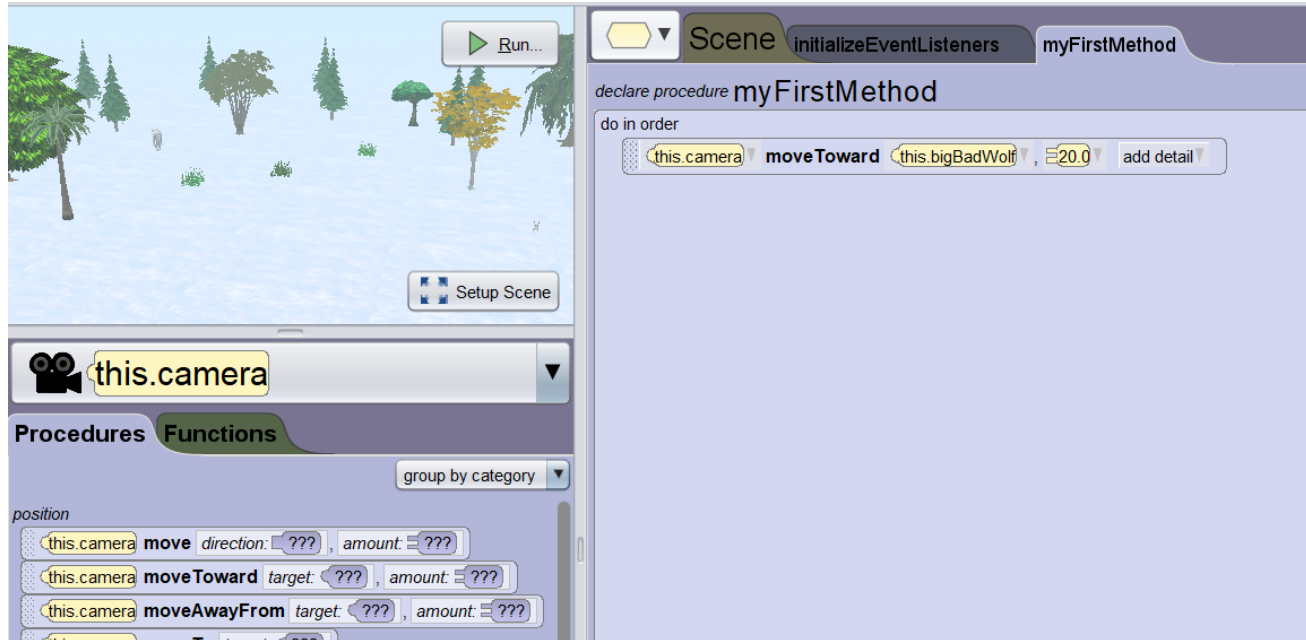 Run...
Setup Scene
this.camera
Procedures Functions
group by category
position
this.camera move direction: ??? , amount: ???
this.camera moveToward target: ??? , amount: ???
this.camera moveAwayFrom target: ??? , amount: ???
Scene initializeEventListeners myFirstMethod
declare procedure myFirstMethod
do in order
this.camera moveToward this.bigBadWolf , 20.0 add detail